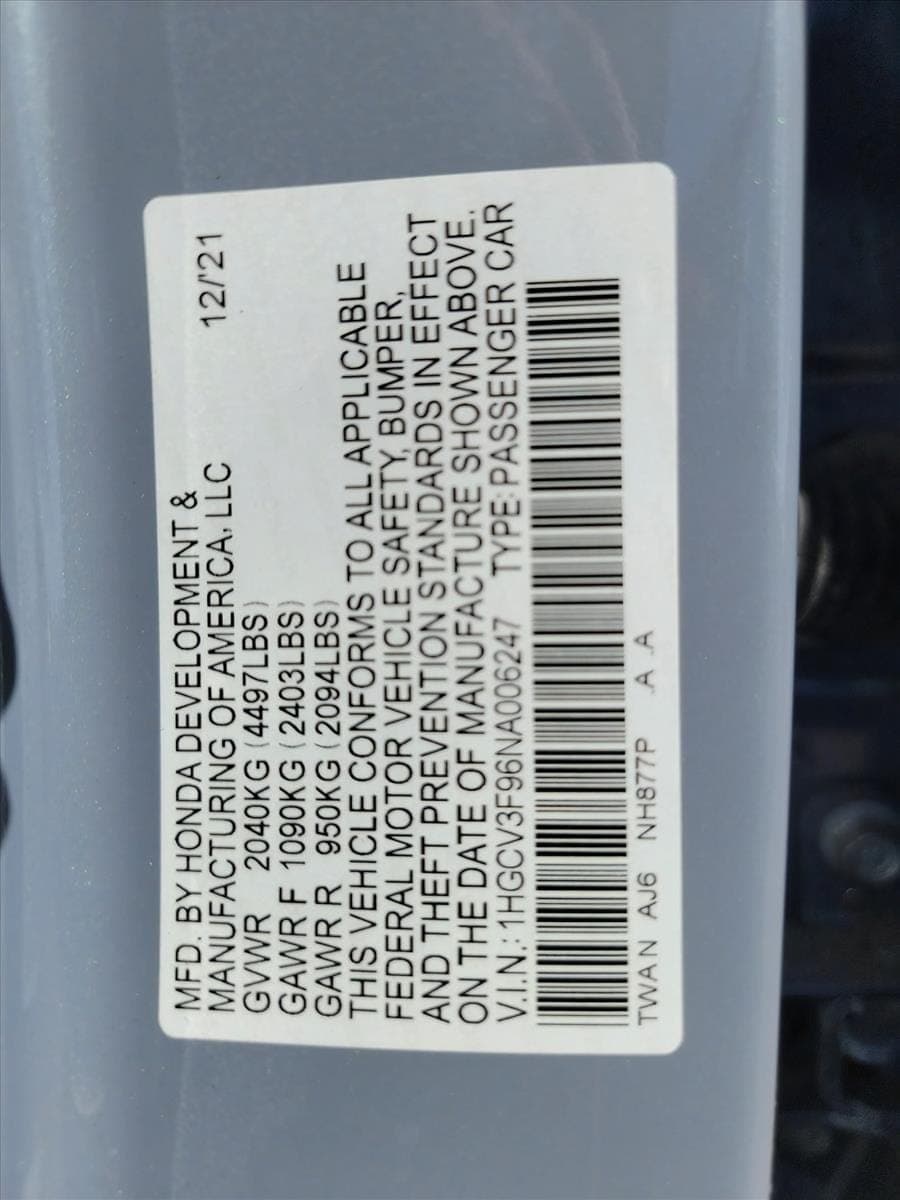 MFD. BY HONDA DEVELOPMENT &
MANUFACTURING OF AMERICA, LLC 12/'21
GVWR 2040KG (4497LBS)
GAWR F 1090KG (2403LBS)
GAWR R 950KG (2094LBS)
THIS VEHICLE CONFORMS TO ALL APPLICABLE
FEDERAL MOTOR VEHICLE SAFETY, BUMPER,
AND THEFT PREVENTION STANDARDS IN EFFECT
ON THE DATE OF MANUFACTURE SHOWN ABOVE.
V.I.N.: 1HGCV3F96NA006247 TYPE: PASSENGER CAR
TWAN AJ6 NH877P .A .A